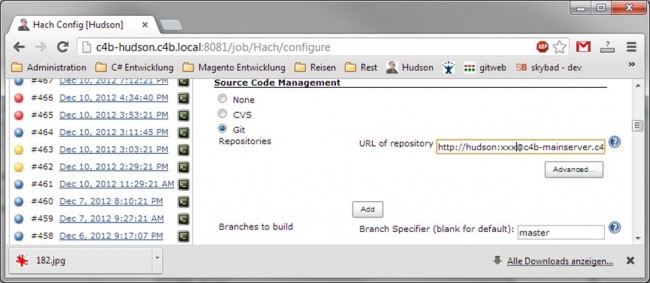 Hach Config [Hudson]
c4b-hudson.c4b.local:8081/job/Hach/configure
Administration
C# Entwicklung
Magento Entwicklung
Reisen
Rest
Hudson
gitweb
SB skybad - dev
#467 Dec 10, 2012 7:12:21 PM
Source Code Management
#466 Dec 10, 2012 4:34:40 PM
None
#465 Dec 10, 2012 3:53:21 PM
CVS
#464 Dec 10, 2012 3:11:45 PM
Git
#463 Dec 10, 2012 3:03:21 PM
Repositories
URL of repository
http://hudson:xxx@c4b-mainserver.c4
#462 Dec 10, 2012 2:29:21 PM
Advanced...
#461 Dec 10, 2012 11:29:21 AM
#460 Dec 7, 2012 8:10:21 PM
Add
#459 Dec 7, 2012 9:27:21 AM
Branches to build
Branch Specifier (blank for default):
master
#458 Dec 6, 2012 9:17:07 PM
182.jpg
Alle Downloads anzeigen...